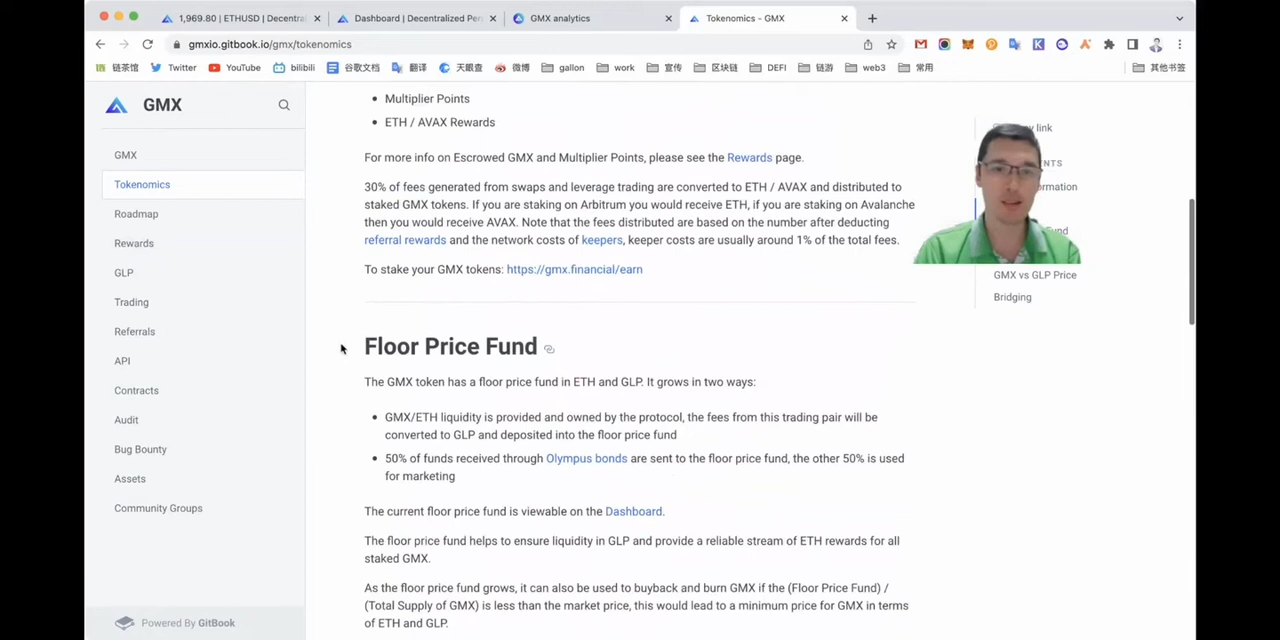 1,969.80 | ETHUSD | Decentra
Dashboard | Decentralized Per
GMX analytics
Tokenomics - GMX
gmxio.gitbook.io/gmx/tokenomics
链茶馆
Twitter
YouTube
bilibili
谷歌文档
翻译
天眼查
微博
gallon
work
宣传
区块链
DEFI
链游
web3
常用
其他书签
GMX
GMX
Tokenomics
Roadmap
Rewards
GLP
Trading
Referrals
API
Contracts
Audit
Bug Bounty
Assets
Community Groups
Powered By GitBook
• Multiplier Points
• ETH / AVAX Rewards
For more info on Escrowed GMX and Multiplier Points, please see the Rewards page.
30% of fees generated from swaps and leverage trading are converted to ETH / AVAX and distributed to
staked GMX tokens. If you are staking on Arbitrum you would receive ETH, if you are staking on Avalanche
then you would receive AVAX. Note that the fees distributed are based on the number after deducting
referral rewards and the network costs of keepers, keeper costs are usually around 1% of the total fees.
To stake your GMX tokens: https://gmx.financial/earn
Floor Price Fund
The GMX token has a floor price fund in ETH and GLP. It grows in two ways:
• GMX/ETH liquidity is provided and owned by the protocol, the fees from this trading pair will be
converted to GLP and deposited into the floor price fund
• 50% of funds received through Olympus bonds are sent to the floor price fund, the other 50% is used
for marketing
The current floor price fund is viewable on the Dashboard.
The floor price fund helps to ensure liquidity in GLP and provide a reliable stream of ETH rewards for all
staked GMX.
As the floor price fund grows, it can also be used to buyback and burn GMX if the (Floor Price Fund) /
(Total Supply of GMX) is less than the market price, this would lead to a minimum price for GMX in terms
of ETH and GLP.
link
NTS
ormation
und
GMX vs GLP Price
Bridging